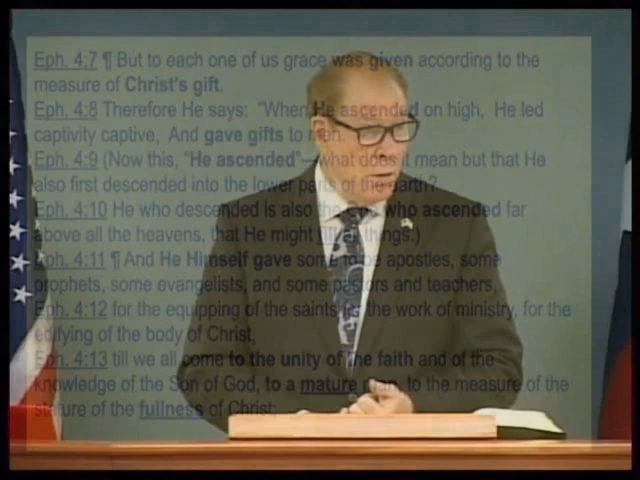 Eph. 4:7 ¶ But to each one of us grace was given according to the
measure of Christ's gift.
Eph. 4:8 Therefore He says: "When He ascended on high, He led
captivity captive, And gave gifts to men.
Eph. 4:9 (Now this, "He ascended"—what does it mean but that He
also first descended into the lower parts of the earth?
Eph. 4:10 He who descended is also the One who ascended far
above all the heavens, that He might fill all things.)
Eph. 4:11 ¶ And He Himself gave some to be apostles, some
prophets, some evangelists, and some pastors and teachers,
Eph. 4:12 for the equipping of the saints for the work of ministry, for the
edifying of the body of Christ,
Eph. 4:13 till we all come to the unity of the faith and of the
knowledge of the Son of God, to a mature man, to the measure of the
stature of the fullness of Christ;